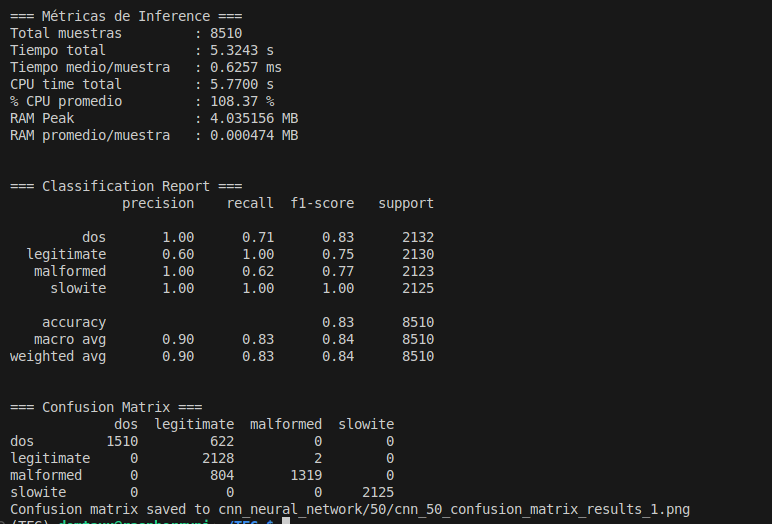 === Métricas de Inference ===
Total muestras : 8510
Tiempo total : 5.3243 s
Tiempo medio/muestra : 0.6257 ms
CPU time total : 5.7700 s
% CPU promedio : 108.37 %
RAM Peak : 4.035156 MB
RAM promedio/muestra : 0.000474 MB
=== Classification Report ===
precision recall f1-score support
dos 1.00 0.71 0.83 2132
legitimate 0.60 1.00 0.75 2130
malformed 1.00 0.62 0.77 2123
slowite 1.00 1.00 1.00 2125
accuracy 0.83 8510
macro avg 0.90 0.83 0.84 8510
weighted avg 0.90 0.83 0.84 8510
=== Confusion Matrix ===
dos legitimate malformed slowite
dos 1510 622 0 0
legitimate 0 2128 2 0
malformed 0 804 1319 0
slowite 0 0 0 2125
Confusion matrix saved to cnn_neural_network/50/cnn_50_confusion_matrix_results_1.png